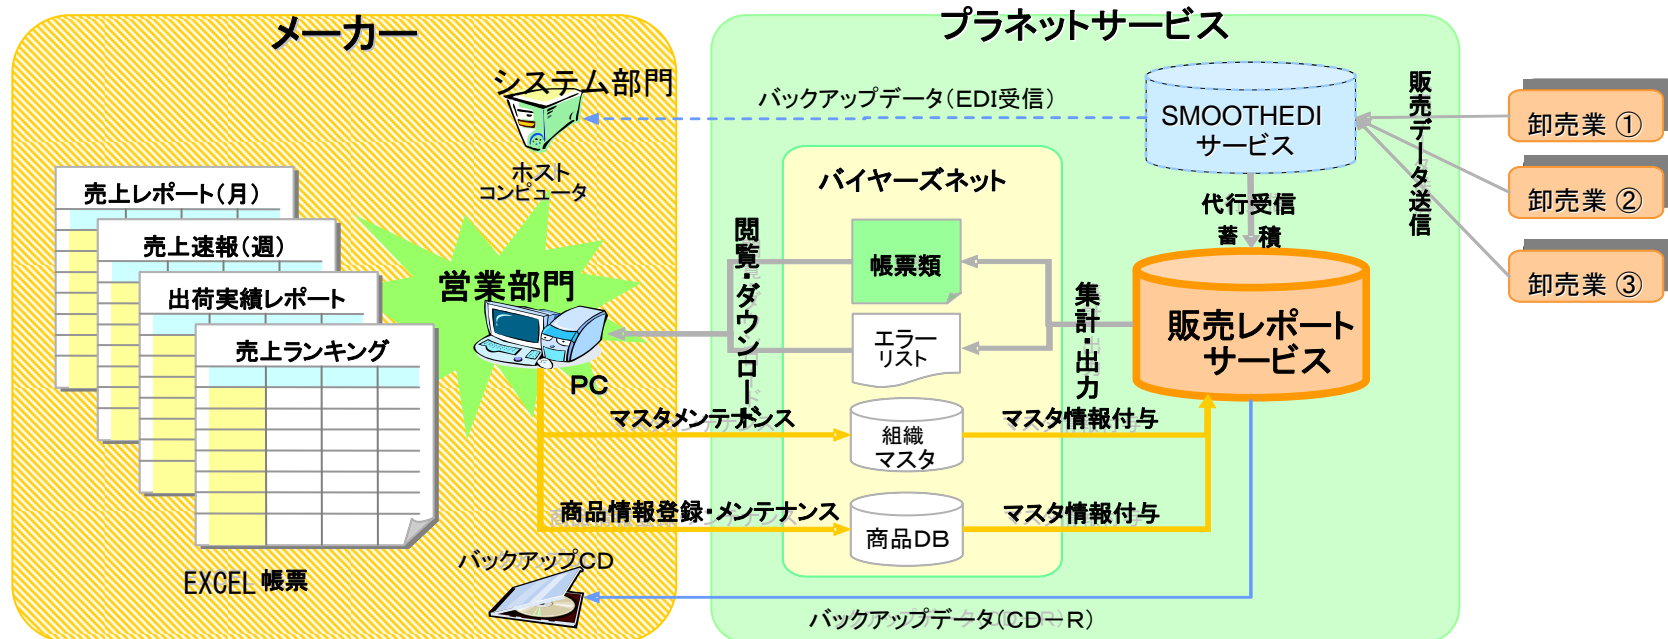 メーカー
システム部門
ホスト
コンピュータ
売上レポート(月)
売上速報(週)
出荷実績レポート
売上ランキング
EXCEL 帳票
営業部門
PC
バックアップCD
プラネットサービス
バックアップデータ(EDI受信)
SMOOTHEDI
サービス
販売データ送信
卸売業 ①
卸売業 ②
卸売業 ③
代行受信
蓄 積
バイヤーズネット
閲覧・ダウンロード
帳票類
エラー
リスト
集計・出力
販売レポート
サービス
マスタメンテナンス
組織
マスタ
マスタ情報付与
商品情報登録・メンテナンス
商品DB
マスタ情報付与
バックアップデータ(CD-R)